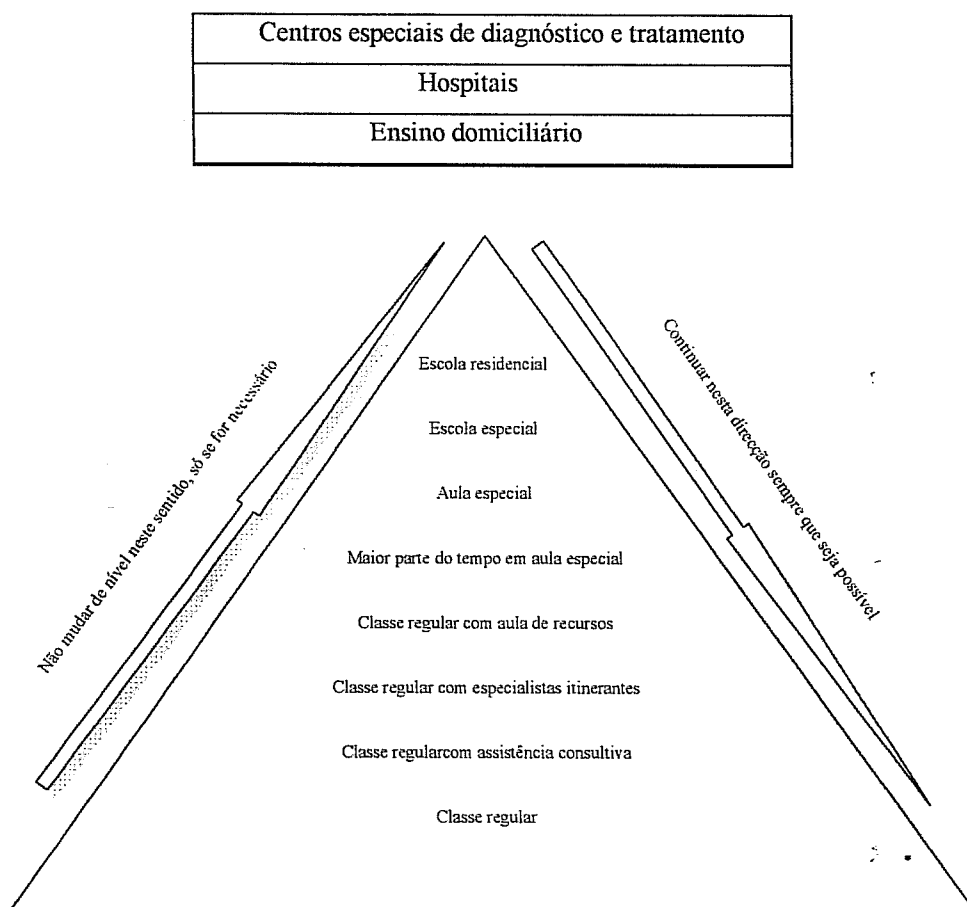 Centros especiais de diagnóstico e tratamento
Hospitais
Ensino domiciliário
Não mudar de nível neste sentido, só se for necessário
Continuar nesta direcção sempre que seja possível
Escola residencial
Escola especial
Aula especial
Maior parte do tempo em aula especial
Classe regular com aula de recursos
Classe regular com especialistas itinerantes
Classe regularcom assistência consultiva
Classe regular